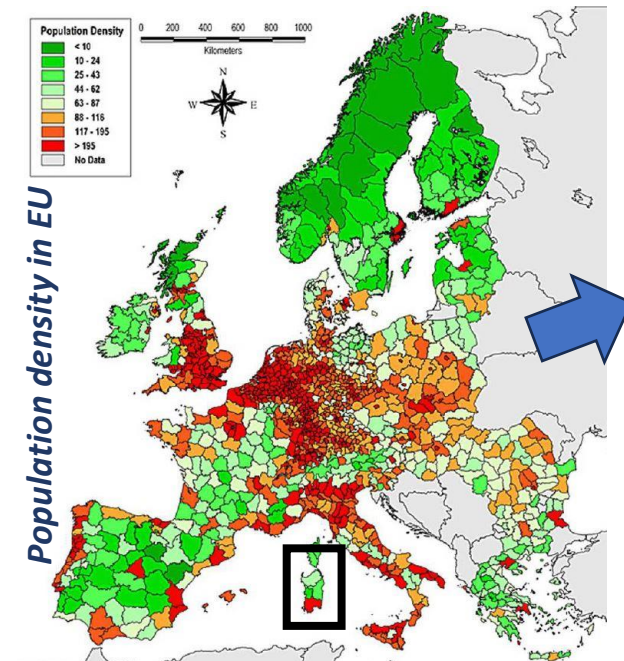 Population Density
< 10
10 - 24
25 - 43
44 - 62
63 - 87
88 - 116
117 - 195
> 195
No Data
0 200 400 600 800 1000
Kilometers
N
W E
S
Population density in EU